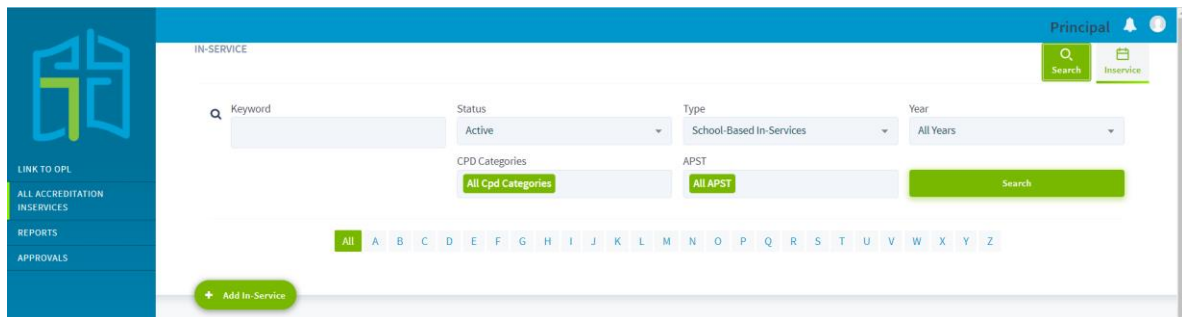 Principal
IN-SERVICE
Search
Inservice
Keyword
Status
Type
Year
Active
School-Based In-Services
All Years
CPD Categories
APST
All Cpd Categories
All APST
Search
LINK TO OPL
ALL ACCREDITATION
INSERVICES
REPORTS
APPROVALS
All A B C D E F G H I J K L M N O P Q R S T U V W X Y Z
+ Add In-Service